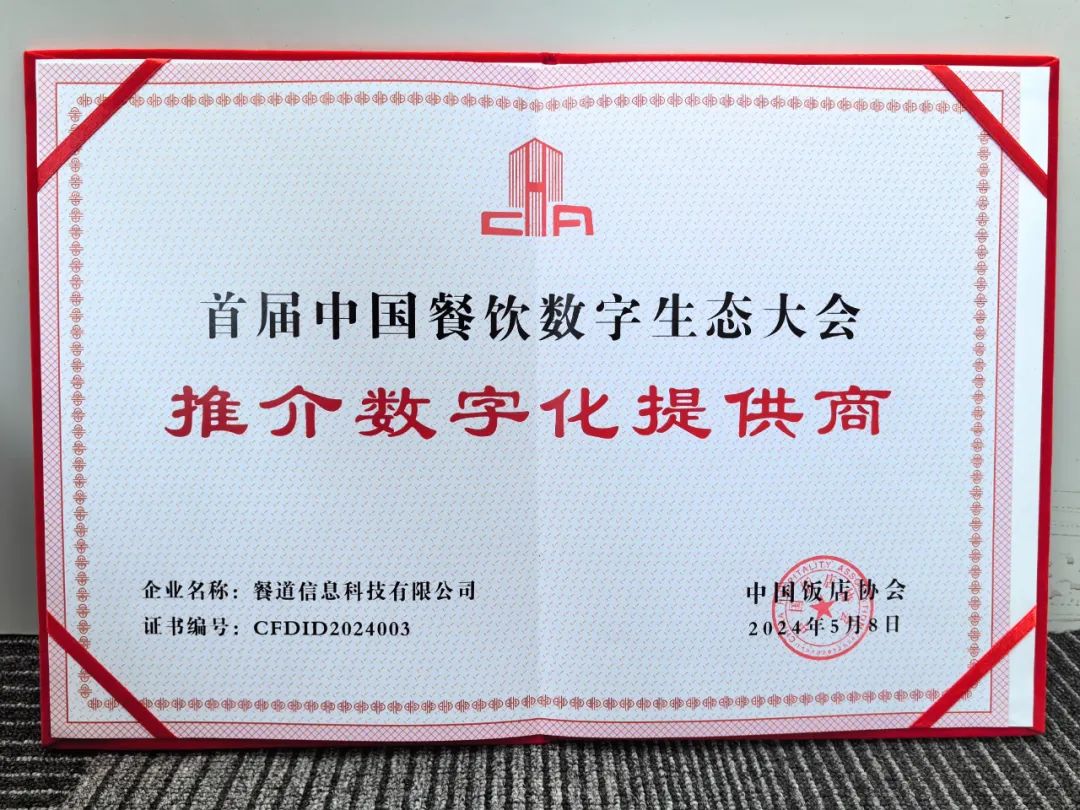 CHA
首届中国餐饮数字生态大会
推介数字化提供商
企业名称：餐道信息科技有限公司
证书编号：CFDID2024003
中国饭店协会
2024年5月8日